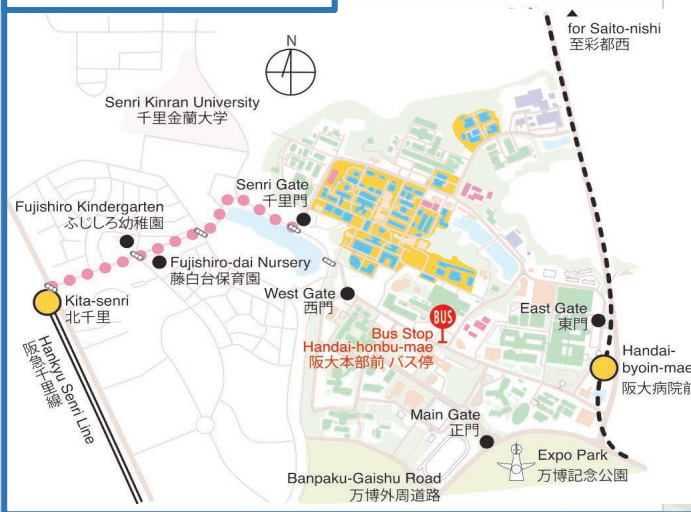 for Saito-nishi
至彩都西
N
Senri Kinran University
千里金蘭大学
Senri Gate
千里門
Fujishiro Kindergarten
ふじしろ幼稚園
Fujishiro-dai Nursery
藤白台保育園
West Gate
西門
Kita-senri
北千里
Hankyu Senri Line
阪急千里線
BUS
Bus Stop
Handai-honbu-mae
阪大本部前 バス停
East Gate
東門
Handai-
byoin-mae
阪大病院前
Main Gate
正門
Expo Park
万博記念公園
Banpaku-Gaishu Road
万博外周道路